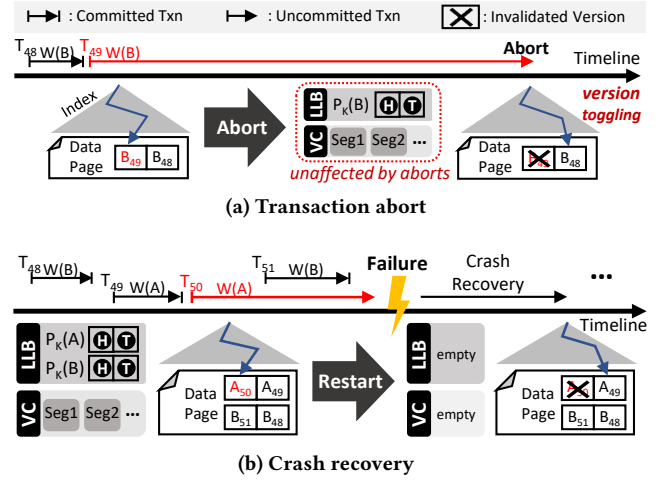 : Committed Txn : Uncommitted Txn X : Invalidated Version
T48 W(B) T49 W(B) Abort Timeline
Index Abort LLB PK(B) H T version
toggling
Data
Page B49 B48 VC Seg1 Seg2 ... Data
Page B49 B48
unaffected by aborts
(a) Transaction abort
T48 W(B) T49 W(A) T50 W(A) T51 W(B) Failure Crash
Recovery ...
Timeline
LLB PK(A) H T
PK(B) H T
Data
Page A50 A49
B51 B48
Restart
LLB empty
Data
Page A50 A49
B51 B48
VC Seg1 Seg2 ...
VC empty
(b) Crash recovery